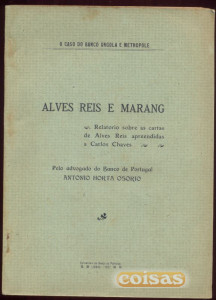 O CASO DO BANCO ANGOLA E METROPOLE
ALVES REIS E MARANG
Relatorio sobre as cartas
de Alves Reis apreendidas
a Carlos Chaves
Pelo advogado do Banco de Portugal
ANTONIO HORTA OSORIO
coisas